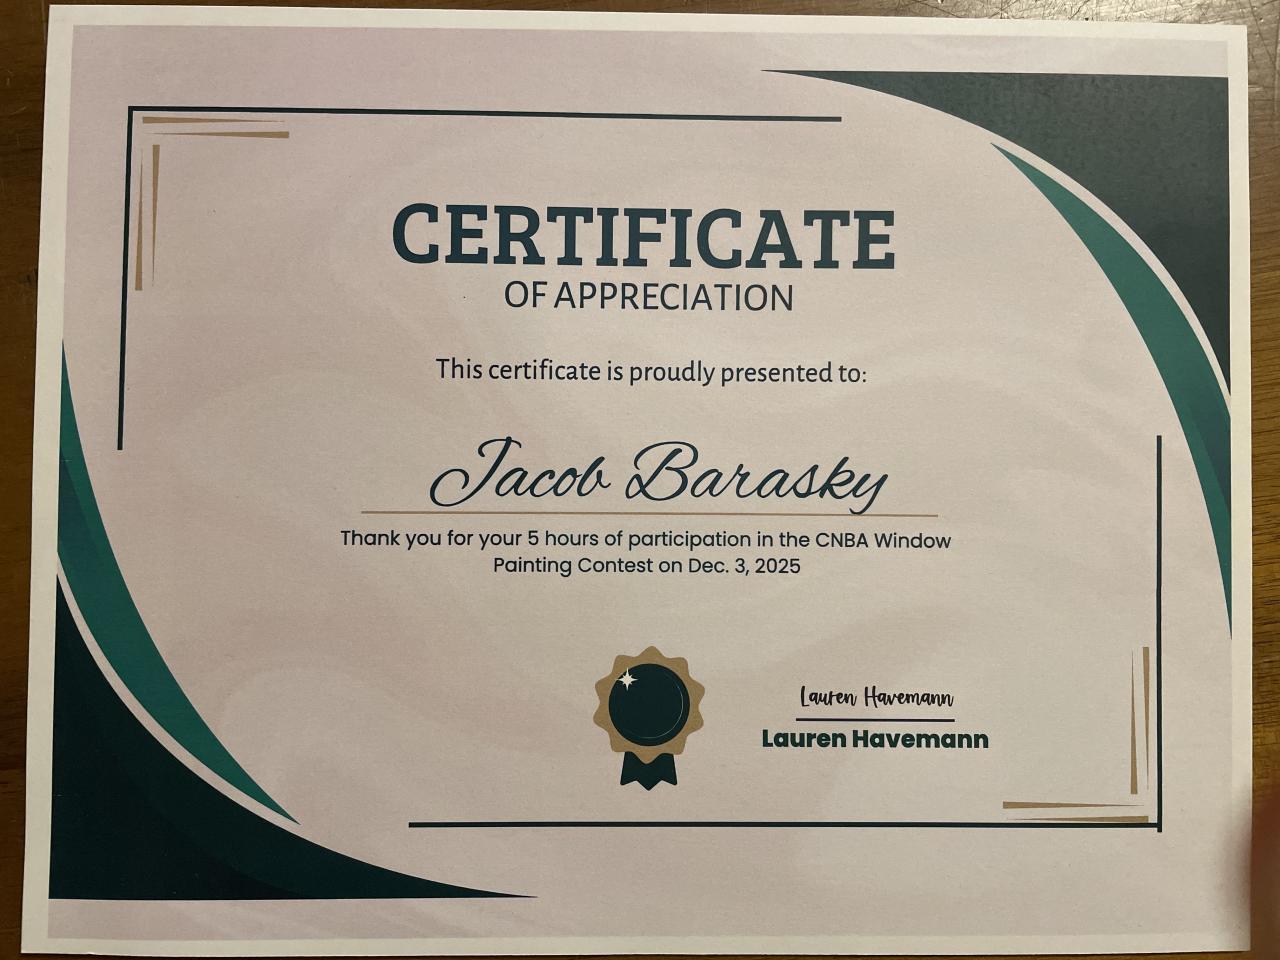 CERTIFICATE
OF APPRECIATION
This certificate is proudly presented to:
Jacob Barasky
Thank you for your 5 hours of participation in the CNBA Window
Painting Contest on Dec. 3, 2025
Lauren Havemann
Lauren Havemann